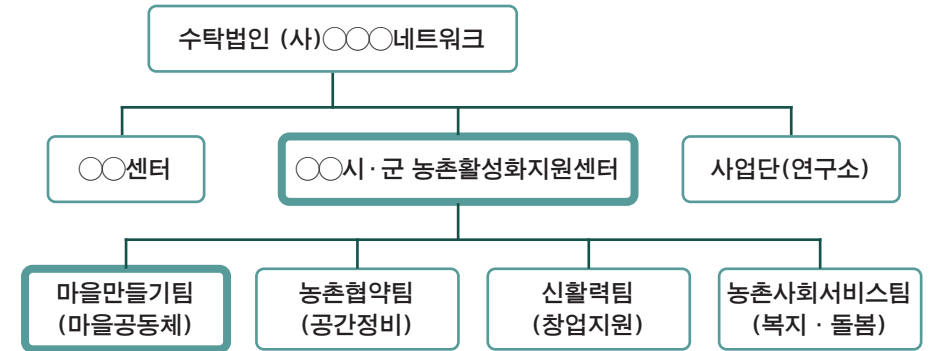 수탁법인 (사)◯◯◯네트워크
◯◯센터
◯◯시·군 농촌활성화지원센터
사업단(연구소)
마을만들기팀
(마을공동체)
농촌협약팀
(공간정비)
신활력팀
(창업지원)
농촌사회서비스팀
(복지 · 돌봄)